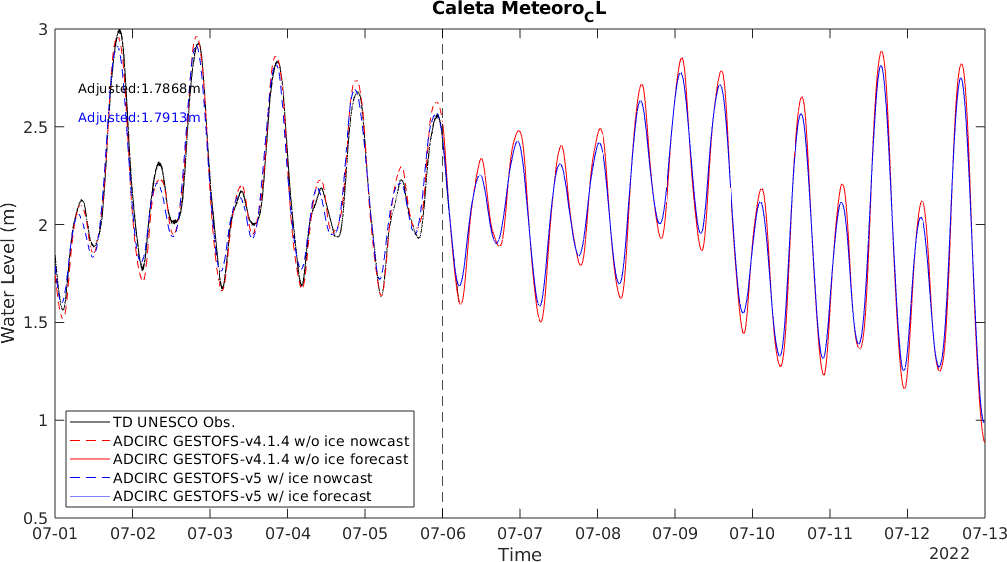 Caleta Meteoro_CL
Adjusted:1.7868m
Adjusted:1.7913m
Water Level (m)
3
2.5
2
1.5
1
0.5
TD UNESCO Obs.
ADCIRC GESTOFS-v4.1.4 w/o ice nowcast
ADCIRC GESTOFS-v4.1.4 w/o ice forecast
ADCIRC GESTOFS-v5 w/ ice nowcast
ADCIRC GESTOFS-v5 w/ ice forecast
07-01 07-02 07-03 07-04 07-05 07-06 07-07 07-08 07-09 07-10 07-11 07-12 07-13
Time
2022